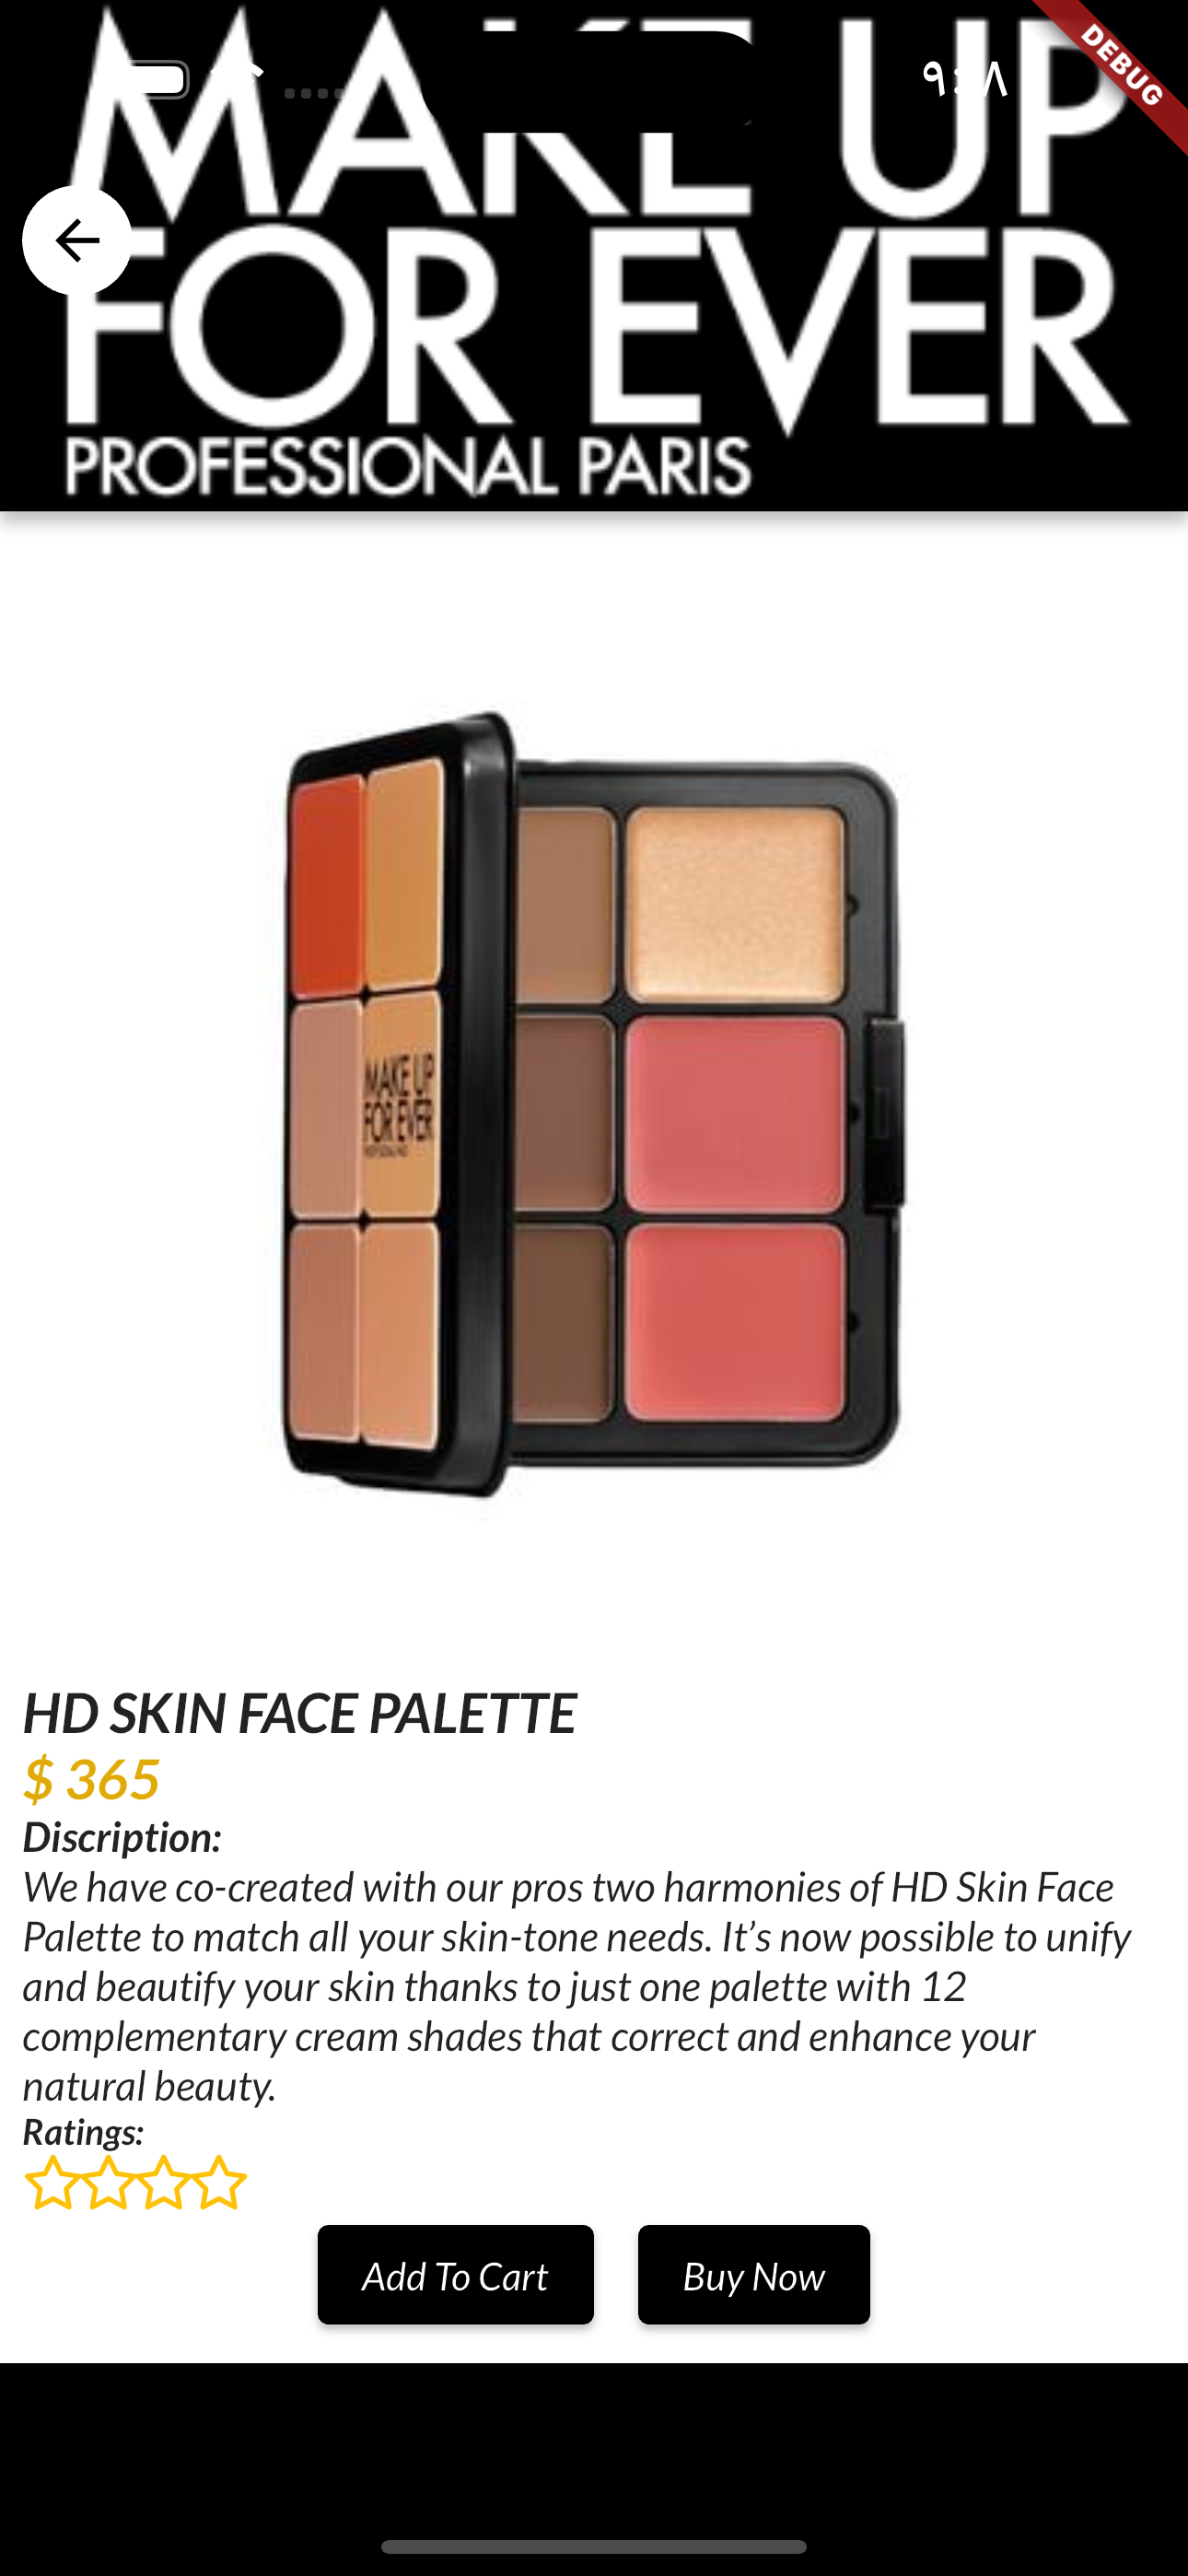 MAKE UP
٩:٤٨
DEBUG
FOR EVER
PROFESSIONAL PARIS
MAKE UP
FOR EVER
HD SKIN FACE PALETTE
$ 365
Discription:
We have co-created with our pros two harmonies of HD Skin Face
Palette to match all your skin-tone needs. It’s now possible to unify
and beautify your skin thanks to just one palette with 12
complementary cream shades that correct and enhance your
natural beauty.
Ratings:
Add To Cart
Buy Now